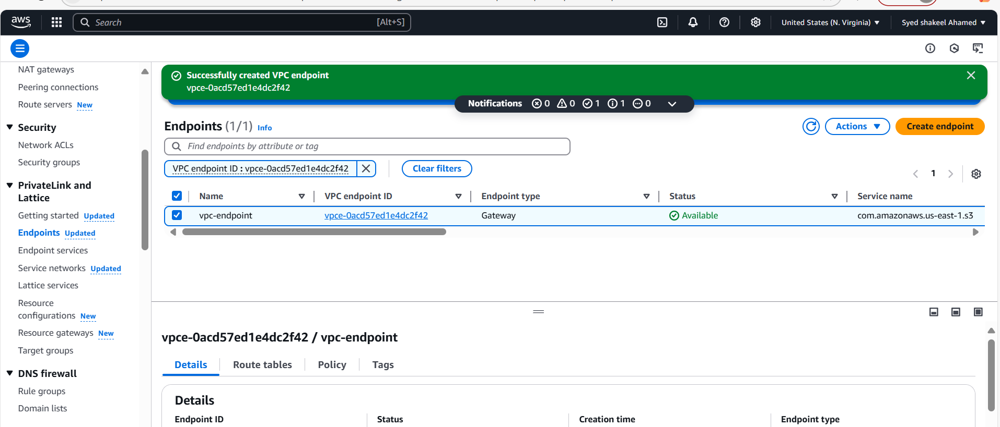 aws
Search
[Alt+S]
United States (N. Virginia)
Syed shakeel Ahamed
NAT gateways
Peering connections
Route servers New
Security
Network ACLs
Security groups
PrivateLink and
Lattice
Getting started Updated
Endpoints Updated
Endpoint services
Service networks Updated
Lattice services
Resource
configurations New
Resource gateways New
Target groups
DNS firewall
Rule groups
Domain lists
Successfully created VPC endpoint
vpce-0acd57ed1e4dc2f42
Notifications 0 0 1 1 0
Endpoints (1/1) Info
Actions
Create endpoint
Find endpoints by attribute or tag
VPC endpoint ID : vpce-0acd57ed1e4dc2f42
Clear filters
1
Name VPC endpoint ID Endpoint type Status Service name
vpc-endpoint vpce-0acd57ed1e4dc2f42 Gateway Available com.amazonaws.us-east-1.s3
vpce-0acd57ed1e4dc2f42 / vpc-endpoint
Details Route tables Policy Tags
Details
Endpoint ID Status Creation time Endpoint type